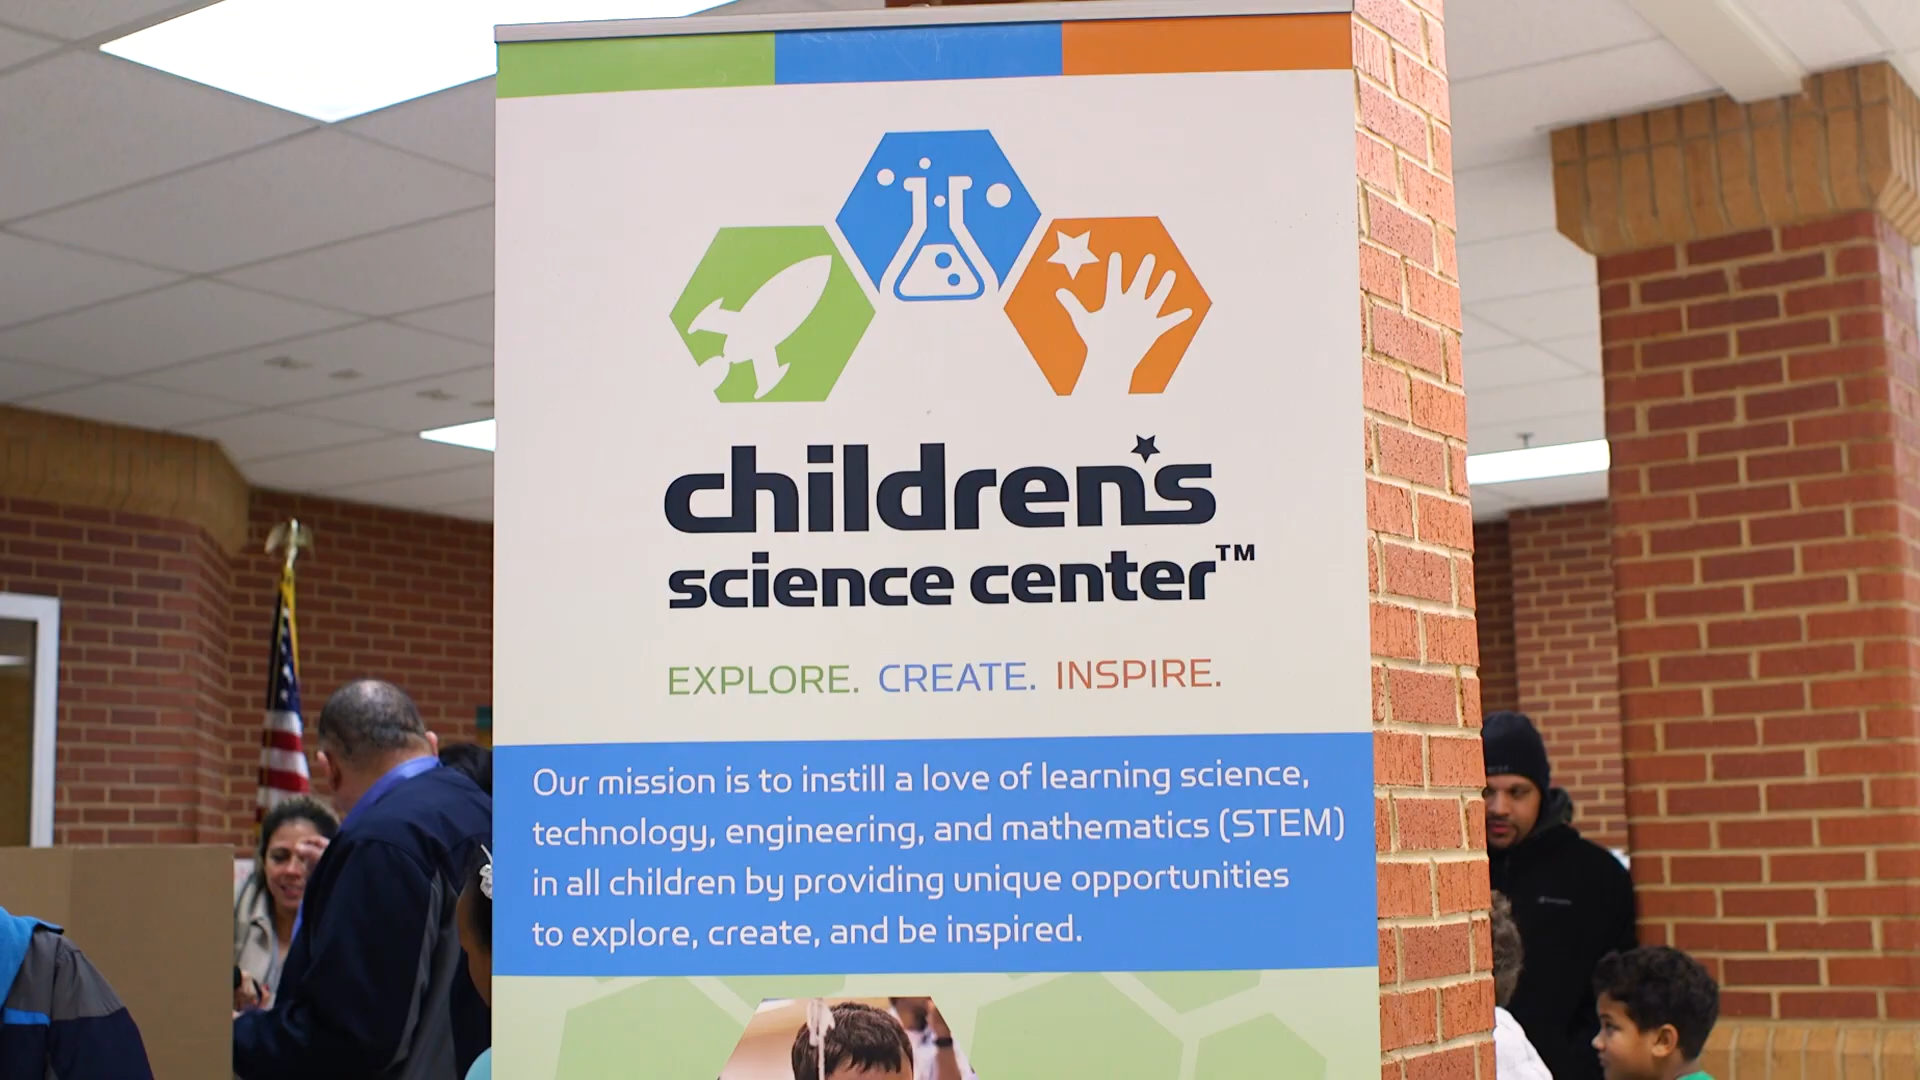 children's
science center™
EXPLORE. CREATE. INSPIRE.
Our mission is to instill a love of learning science,
technology, engineering, and mathematics (STEM)
in all children by providing unique opportunities
to explore, create, and be inspired.